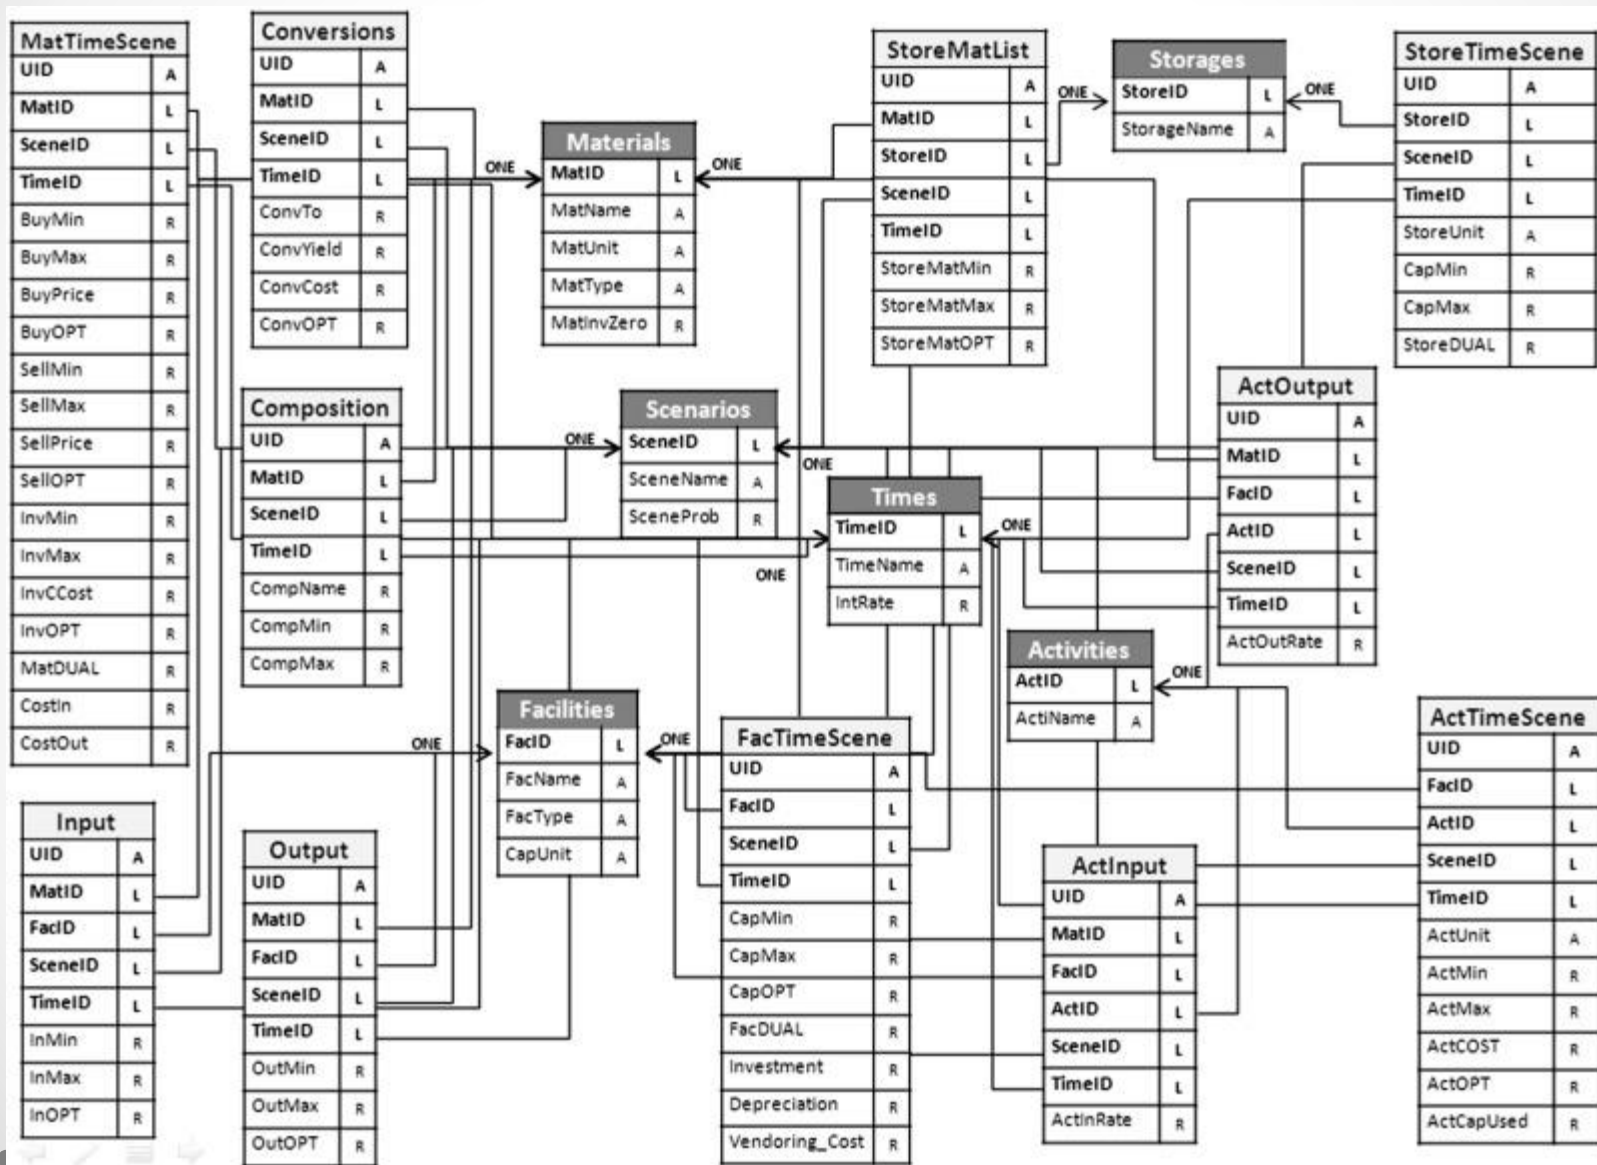 MatTimeScene
UID A
MatID L
SceneID L
TimeID L
BuyMin R
BuyMax R
BuyPrice R
BuyOPT R
SellMin R
SellMax R
SellPrice R
SellOPT R
InvMin R
InvMax R
InvCCost R
InvOPT R
MatDUAL R
CostIn R
CostOut R
Conversions
UID A
MatID L
SceneID L
TimeID L
ConvTo R
ConvYield R
ConvCost R
ConvOPT R
ONE
Materials
MatID L
MatName A
MatUnit A
MatType A
MatInvZero R
ONE
StoreMatList
UID A
MatID L
StoreID L
SceneID L
TimeID L
StoreMatMin R
StoreMatMax R
StoreMatOPT R
ONE
Storages
StoreID L
StorageName A
ONE
StoreTimeScene
UID A
StoreID L
SceneID L
TimeID L
StoreUnit A
CapMin R
CapMax R
StoreDUAL R
Composition
UID A
MatID L
SceneID L
TimeID L
CompName R
CompMin R
CompMax R
ONE
Scenarios
SceneID L
SceneName A
SceneProb R
ONE
ONE
Times
TimeID L
TimeName A
IntRate R
ONE
ActOutput
UID A
MatID L
FacID L
ActID L
SceneID L
TimeID L
ActOutRate R
Activities
ActID L
ActiName A
ONE
Input
UID A
MatID L
FacID L
SceneID L
TimeID L
InMin R
InMax R
InOPT R
Output
UID A
MatID L
FacID L
SceneID L
TimeID L
OutMin R
OutMax R
OutOPT R
ONE
Facilities
FacID L
FacName A
FacType A
CapUnit A
ONE
FacTimeScene
UID A
FacID L
SceneID L
TimeID L
CapMin R
CapMax R
CapOPT R
FacDUAL R
Investment R
Depreciation R
Vendoring_Cost R
ActInput
UID A
MatID L
FacID L
ActID L
SceneID L
TimeID L
ActInRate R
ActTimeScene
UID A
FacID L
ActID L
SceneID L
TimeID L
ActUnit A
ActMin R
ActMax R
ActCOST R
ActOPT R
ActCapUsed R